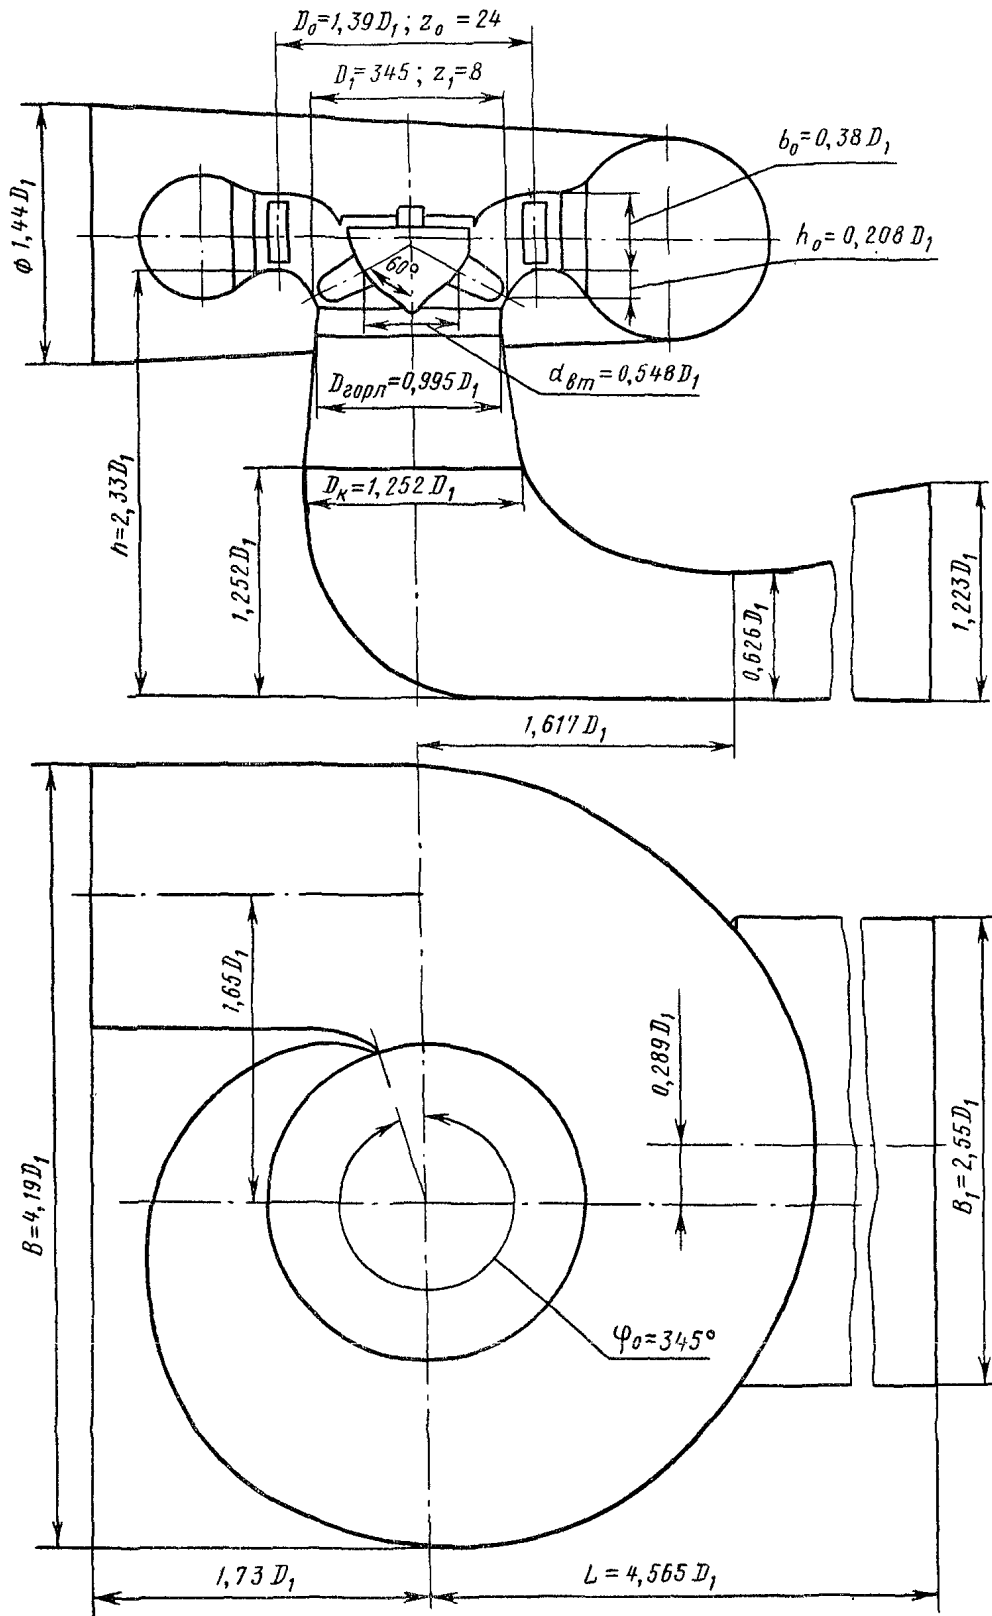 D₀=1,39D₁; z₀=24
D₁=345; z₁=8
b₀=0,38D₁
h₀=0,208D₁
ϕ 1,44D₁
60°
d_вт=0,548D₁
D_горл=0,995D₁
h=2,33D₁
D_к=1,252D₁
1,252D₁
0,626D₁
1,223D₁
1,617D₁
1,65D₁
0,289D₁
B=4,19D₁
B₁=2,55D₁
φ₀=345°
1,73D₁
L=4,565D₁